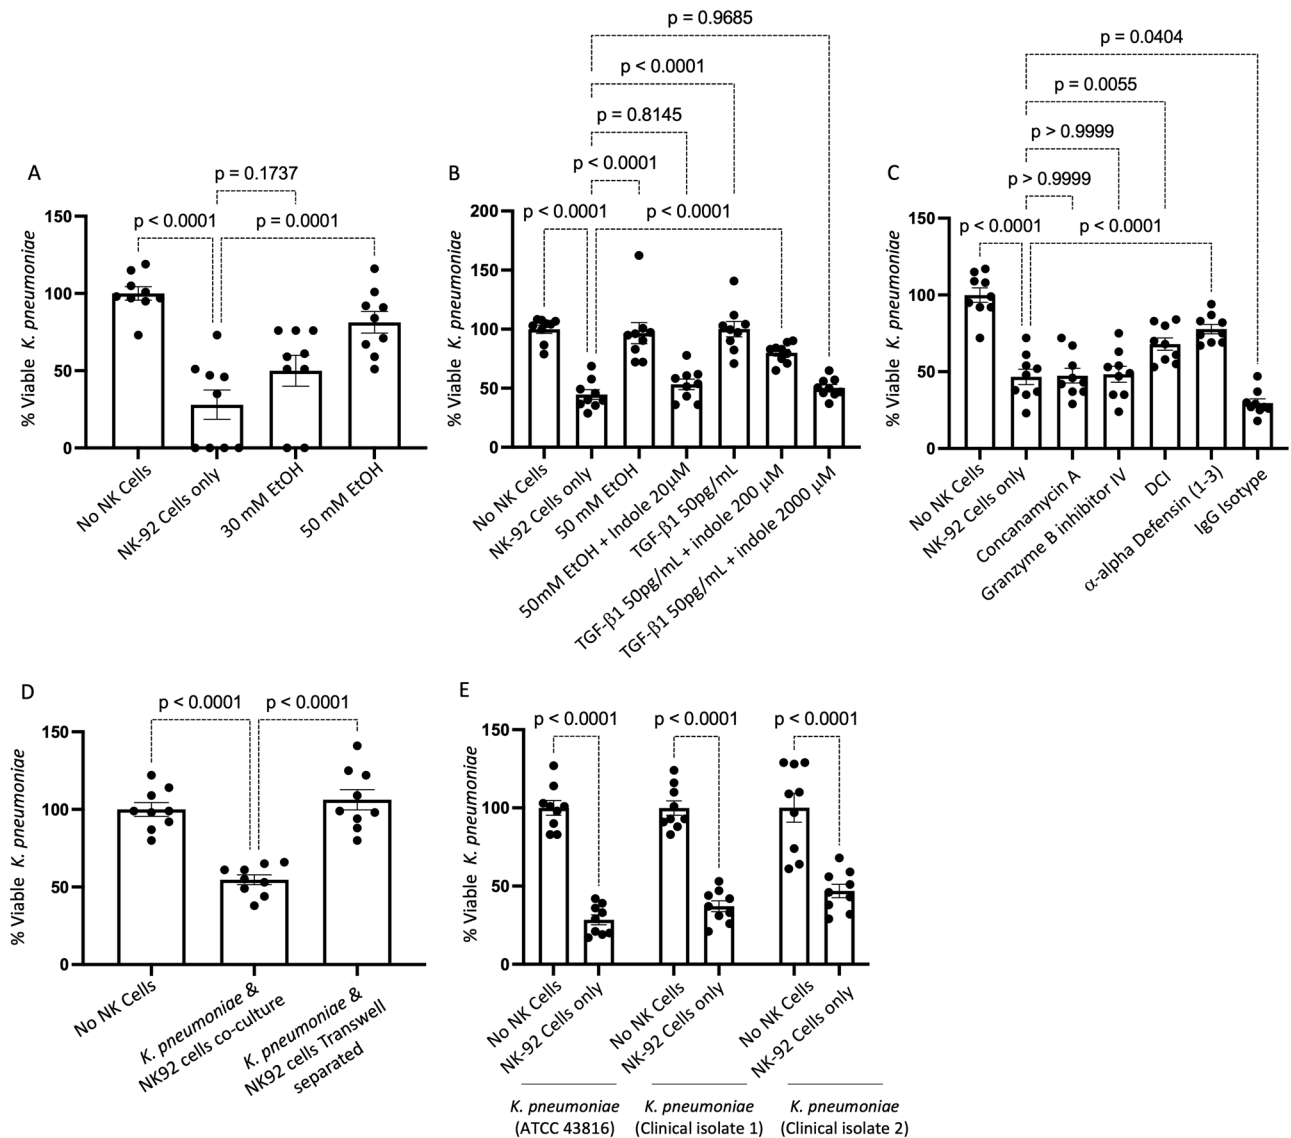 A
p = 0.1737
p < 0.0001
p = 0.0001
% Viable K. pneumoniae
150
100
50
0
No NK Cells
NK-92 Cells only
30 mM EtOH
50 mM EtOH
B
p = 0.9685
p < 0.0001
p = 0.8145
p < 0.0001
p < 0.0001
p < 0.0001
% Viable K. pneumoniae
200
150
100
50
0
No NK Cells
NK-92 Cells only
50 mM EtOH
50mM EtOH + Indole 20μM
TGF-β1 50pg/mL
TGF-β1 50pg/mL + indole 200 μM
TGF-β1 50pg/mL + indole 2000 μM
C
p = 0.0404
p = 0.0055
p > 0.9999
p > 0.9999
p < 0.0001
p < 0.0001
% Viable K. pneumoniae
150
100
50
0
No NK Cells
NK-92 Cells only
Concanamycin A
Granzyme B inhibitor IV
DCI
α-alpha Defensin (1-3)
IgG Isotype
D
p < 0.0001
p < 0.0001
% Viable K. pneumoniae
150
100
50
0
No NK Cells
K. pneumoniae &
NK92 cells co-culture
K. pneumoniae &
NK92 cells Transwell
separated
E
p < 0.0001
p < 0.0001
p < 0.0001
% Viable K. pneumoniae
150
100
50
0
No NK Cells
NK-92 Cells only
No NK Cells
NK-92 Cells only
No NK Cells
NK-92 Cells only
K. pneumoniae
(ATCC 43816)
K. pneumoniae
(Clinical isolate 1)
K. pneumoniae
(Clinical isolate 2)